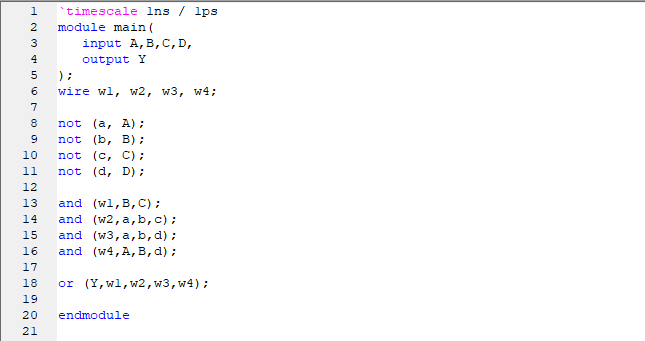 1 `timescale 1ns / 1ps
2 module main(
3 input A,B,C,D,
4 output Y
5 );
6 wire w1, w2, w3, w4;
7
8 not (a, A);
9 not (b, B);
10 not (c, C);
11 not (d, D);
12
13 and (w1,B,C);
14 and (w2,a,b,c);
15 and (w3,a,b,d);
16 and (w4,A,B,d);
17
18 or (Y,w1,w2,w3,w4);
19
20 endmodule
21